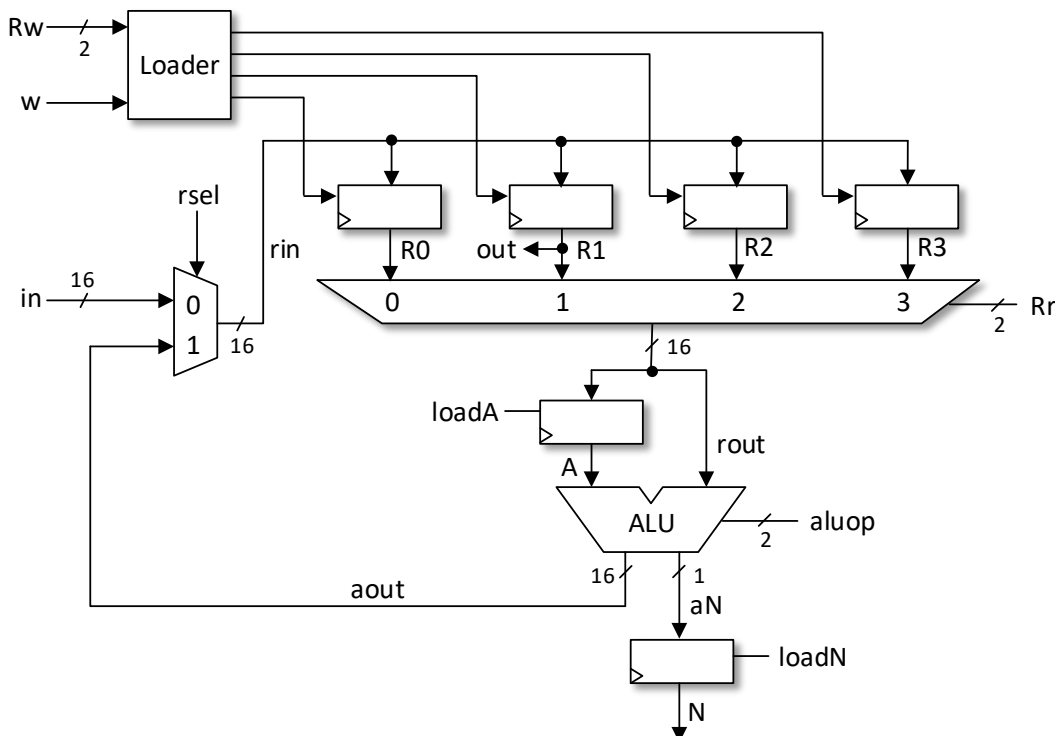 Rw
2
Loader
w
rsel
rin
R0
out
R1
R2
R3
in
16
0
1
16
0
1
2
3
2
Rr
16
loadA
rout
A
ALU
2
aluop
16
1
aout
aN
loadN
N